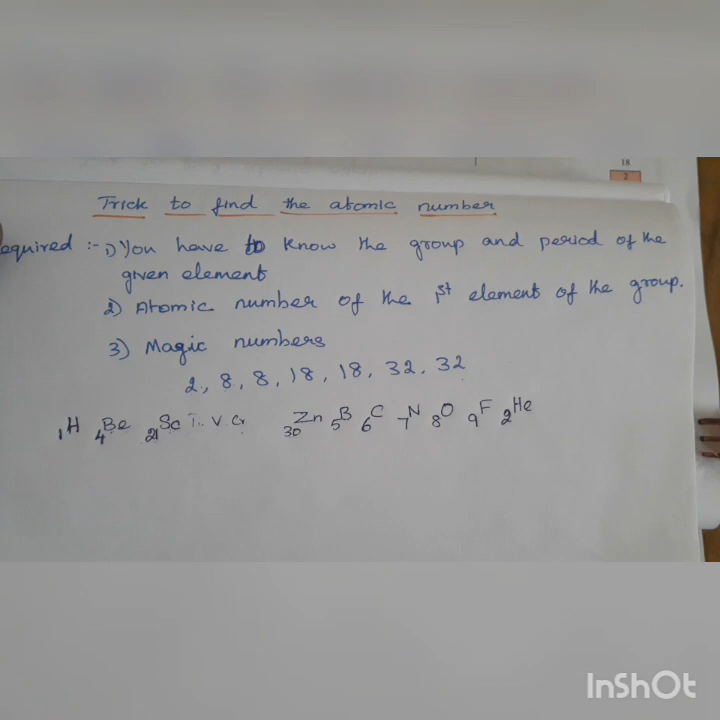 18
2
Trick to find the atomic number
equired :- 1) You have to know the group and period of the
given element
2) Atomic number of the 1st element of the group.
3) Magic numbers
2, 8, 8, 18, 18, 32, 32
1H 4Be 21Sc Ti V. Cr 30Zn 5B 6C 7N 8O 9F 2He
InShOt